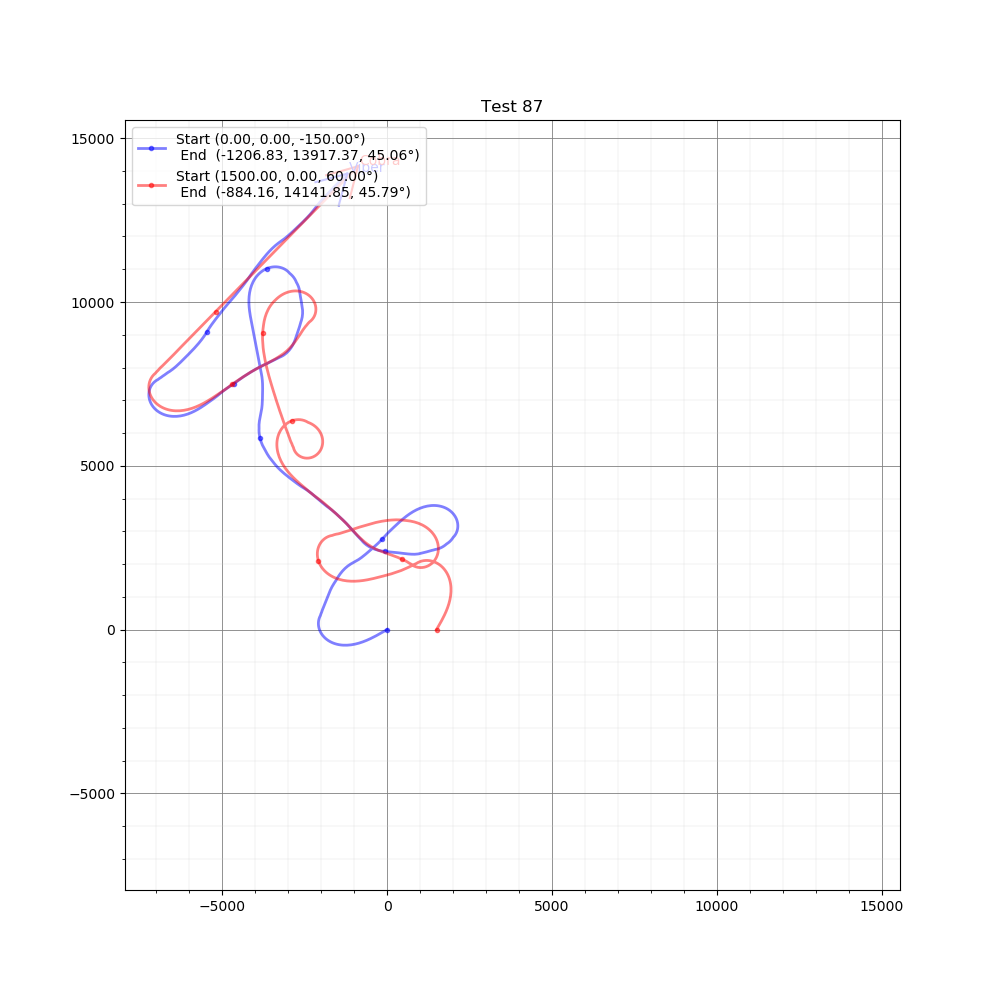 Test 87
Start (0.00, 0.00, -150.00°)
End (-1206.83, 13917.37, 45.06°)
Start (1500.00, 0.00, 60.00°)
End (-884.16, 14141.85, 45.79°)
15000
10000
5000
0
−5000
−5000
0
5000
10000
15000